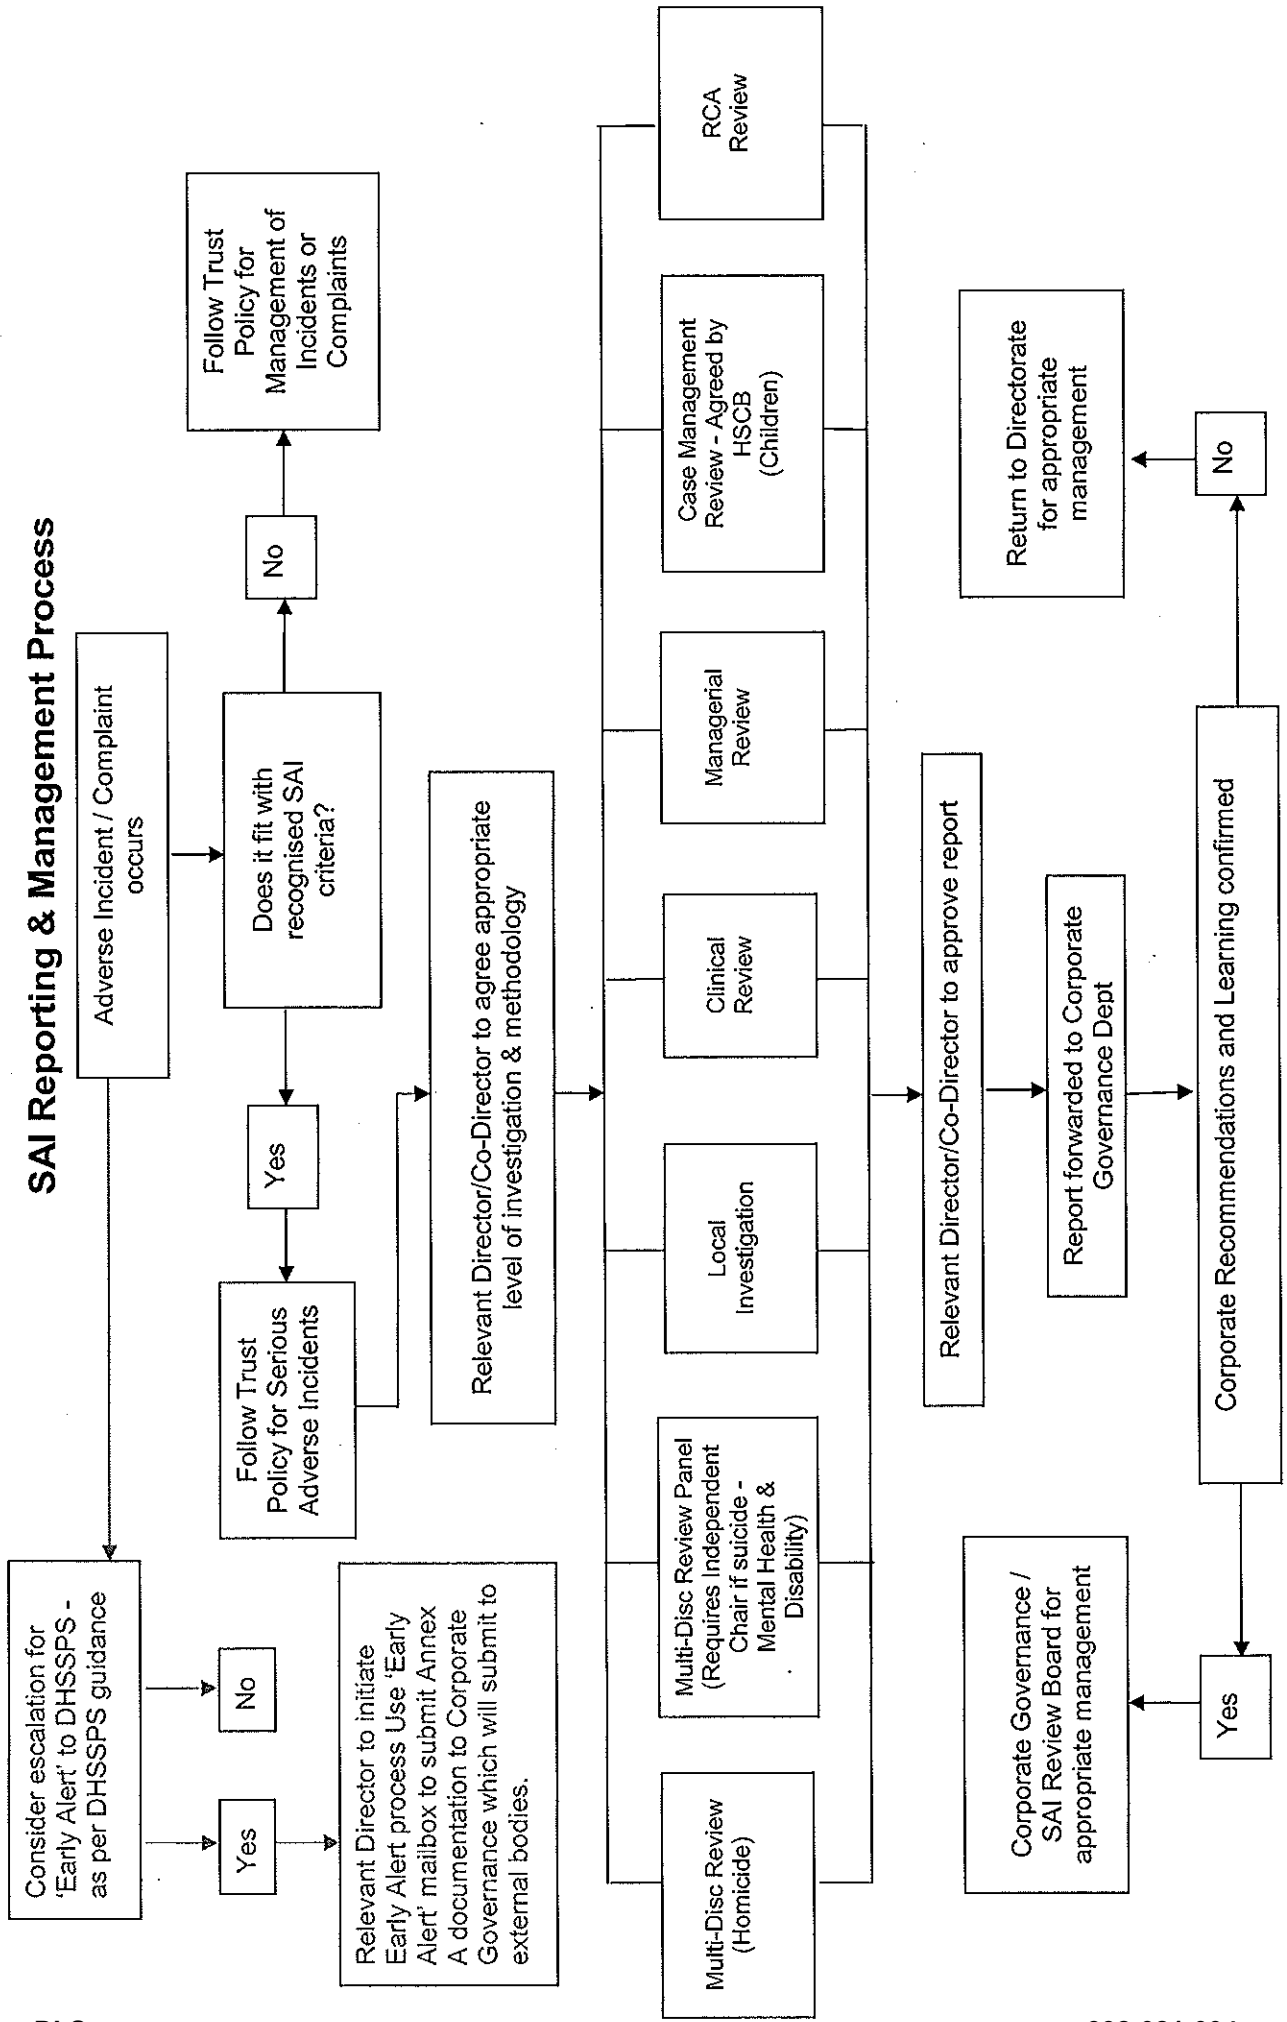 SAI Reporting & Management Process
Adverse Incident / Complaint
occurs
Consider escalation for
'Early Alert' to DHSSPS -
as per DHSSPS guidance
Yes
No
Relevant Director to initiate
Early Alert process Use 'Early
Alert' mailbox to submit Annex
A documentation to Corporate
Governance which will submit to
external bodies.
Does it fit with
recognised SAI
criteria?
No
Follow Trust
Policy for
Management of
Incidents or
Complaints
Yes
Follow Trust
Policy for Serious
Adverse Incidents
Relevant Director/Co-Director to agree appropriate
level of investigation & methodology
Multi-Disc Review
(Homicide)
Multi-Disc Review Panel
(Requires Independent
Chair if suicide -
Mental Health &
Disability)
Local
Investigation
Clinical
Review
Managerial
Review
Case Management
Review - Agreed by
HSCB
(Children)
RCA
Review
Relevant Director/Co-Director to approve report
Report forwarded to Corporate
Governance Dept
Corporate Recommendations and Learning confirmed
Yes
Corporate Governance /
SAI Review Board for
appropriate management
No
Return to Directorate
for appropriate
management